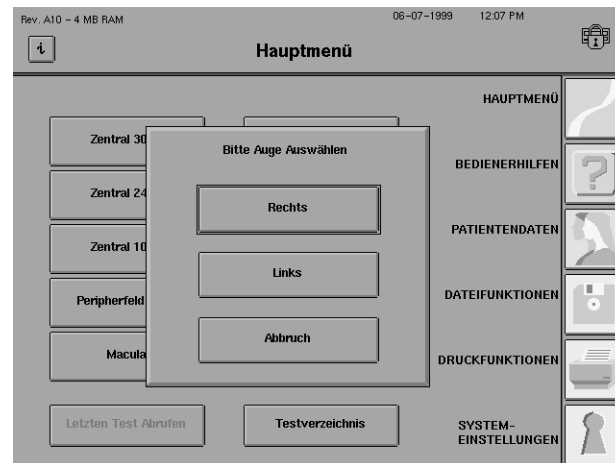 Rev. A10 – 4 MB RAM
06-07-1999 12:07 PM
i
Hauptmenü
HAUPTMENÜ
Zentral 30
Bitte Auge Auswählen
BEDIENERHILFEN
?
Zentral 24
Rechts
PATIENTENDATEN
Zentral 10
Links
Peripherfeld
DATEIFUNKTIONEN
Abbruch
Macula
DRUCKFUNKTIONEN
Letzten Test Abrufen
Testverzeichnis
SYSTEM-
EINSTELLUNGEN